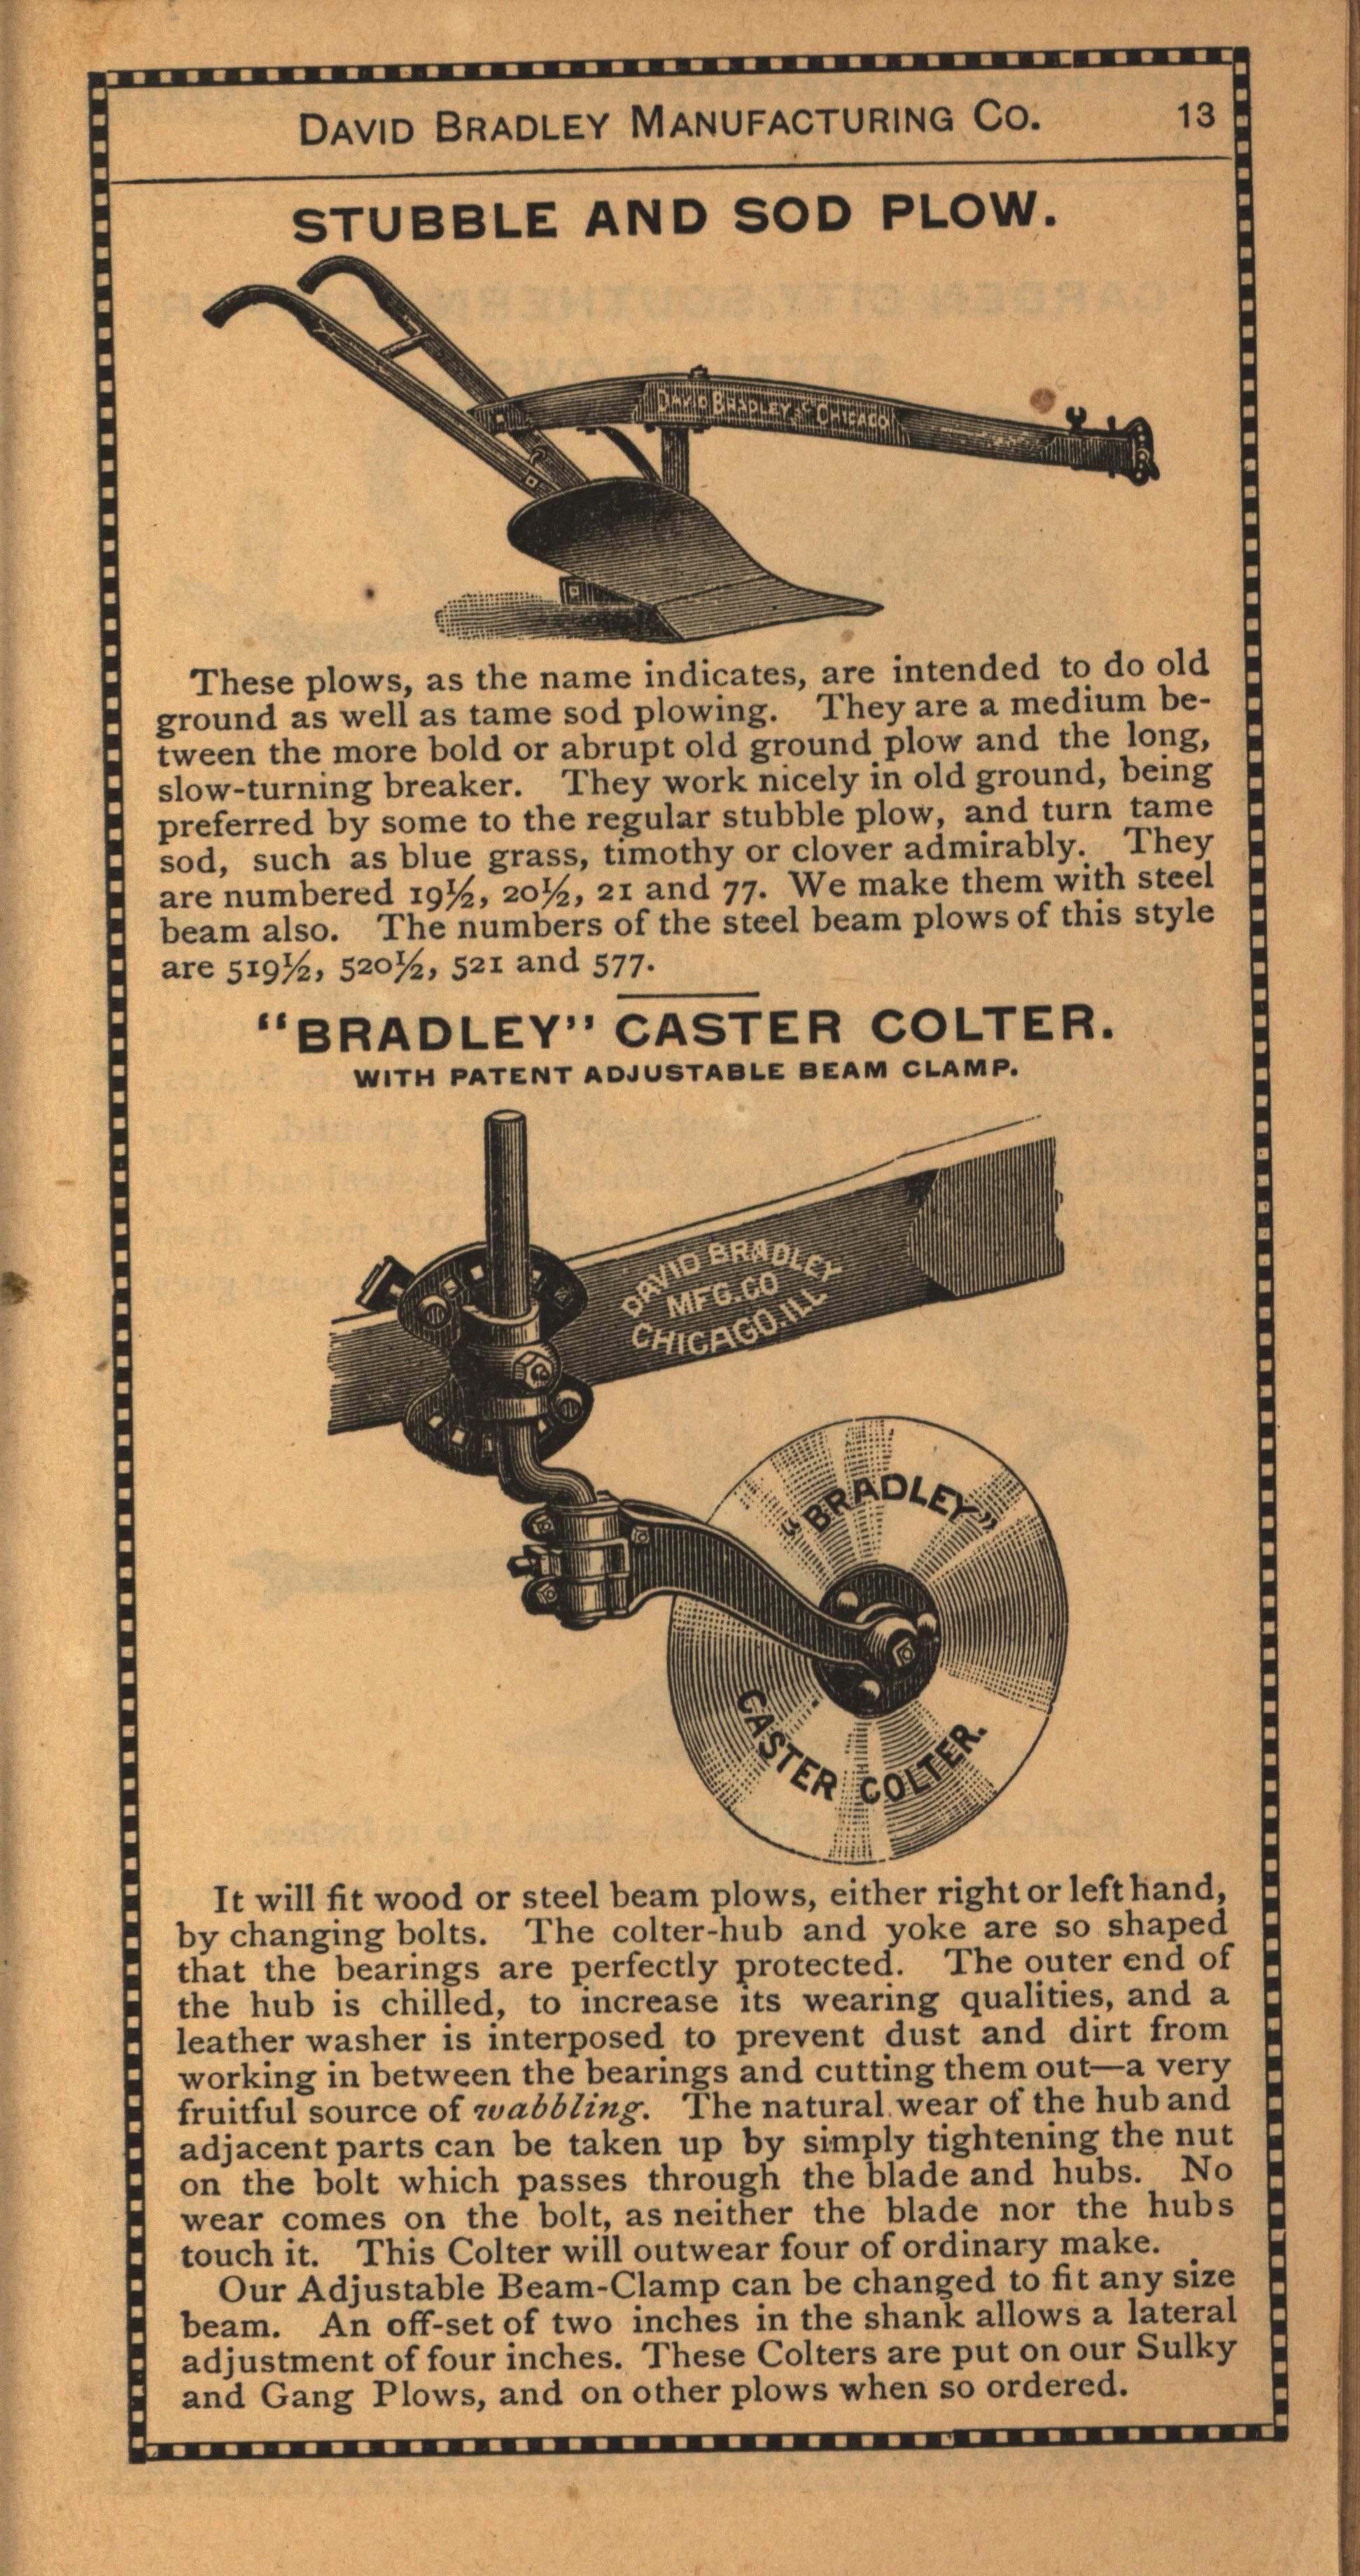 DAVID BRADLEY MANUFACTURING CO. 13
STUBBLE AND SOD PLOW.
DAVID BRADLEY CHICAGO
These plows, as the name indicates, are intended to do old
ground as well as tame sod plowing. They are a medium be-
tween the more bold or abrupt old ground plow and the long,
slow-turning breaker. They work nicely in old ground, being
preferred by some to the regular stubble plow, and turn tame
sod, such as blue grass, timothy or clover admirably. They
are numbered 19½, 20½, 21 and 77. We make them with steel
beam also. The numbers of the steel beam plows of this style
are 519½, 520½, 521 and 577.
"BRADLEY" CASTER COLTER.
WITH PATENT ADJUSTABLE BEAM CLAMP.
DAVID BRADLEY
MFG. CO
CHICAGO. ILL
"BRADLEY"
CASTER COLTER.
It will fit wood or steel beam plows, either right or left hand,
by changing bolts. The colter-hub and yoke are so shaped
that the bearings are perfectly protected. The outer end of
the hub is chilled, to increase its wearing qualities, and a
leather washer is interposed to prevent dust and dirt from
working in between the bearings and cutting them out—a very
fruitful source of wabbling. The natural wear of the hub and
adjacent parts can be taken up by simply tightening the nut
on the bolt which passes through the blade and hubs. No
wear comes on the bolt, as neither the blade nor the hubs
touch it. This Colter will outwear four of ordinary make.
Our Adjustable Beam-Clamp can be changed to fit any size
beam. An off-set of two inches in the shank allows a lateral
adjustment of four inches. These Colters are put on our Sulky
and Gang Plows, and on other plows when so ordered.